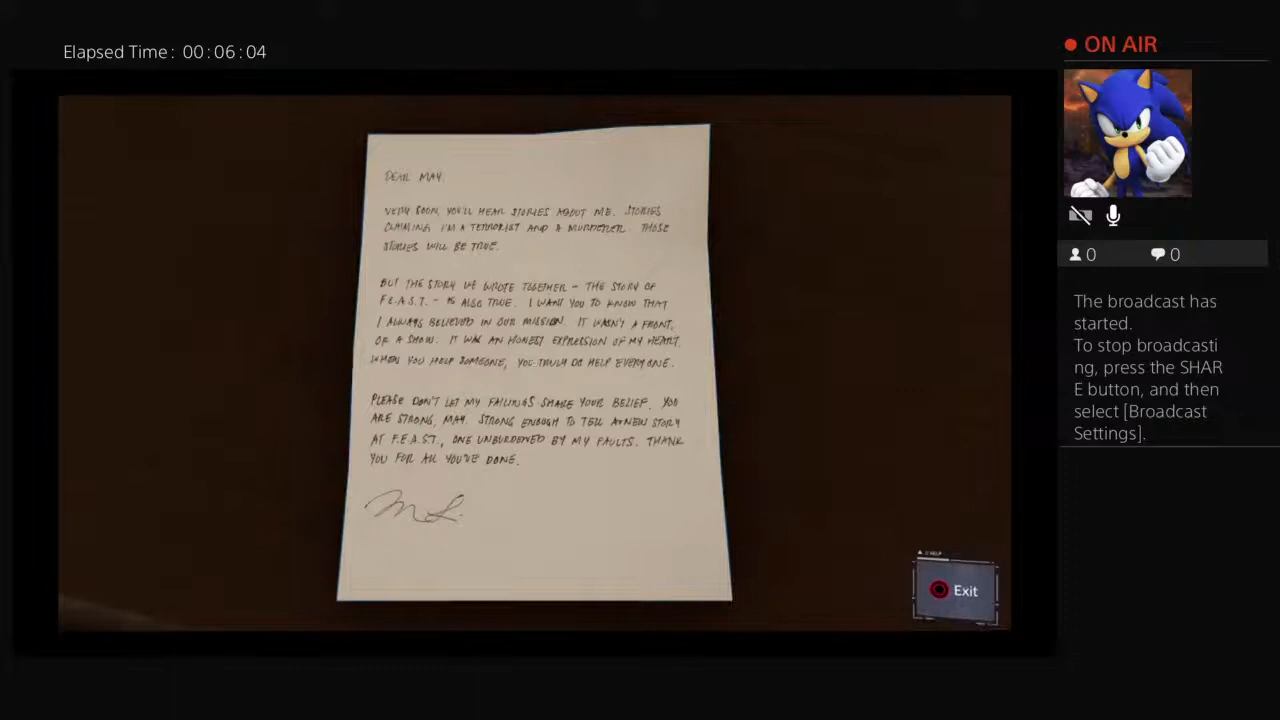 Elapsed Time: 00:06:04
ON AIR
DEAR MAY.
VERY SOON, YOU'LL HEAR STORIES ABOUT ME. STORIES
CLAIMING I'M A TERRORIST AND A MURDERER. THOSE
STORIES WILL BE TRUE.
BUT THE STORY WE WROTE TOGETHER - THE STORY OF
F.E.A.S.T. - IS ALSO TRUE. I WANT YOU TO KNOW THAT
I ALWAYS BELIEVED IN OUR MISSION. IT WASN'T A FRONT,
OR A SHOW. IT WAS AN HONEST EXPRESSION OF MY HEART.
WHEN YOU HELP SOMEONE, YOU TRULY DO HELP EVERYONE.
PLEASE DON'T LET MY FAILINGS SHAKE YOUR BELIEF. YOU
ARE STRONG, MAY. STRONG ENOUGH TO TELL A NEW STORY
AT F.E.A.S.T., ONE UNBURDENED BY MY FAULTS. THANK
YOU FOR ALL YOU'VE DONE.
M L.
HELP
Exit
0 0
The broadcast has
started.
To stop broadcasti
ng, press the SHAR
E button, and then
select [Broadcast
Settings].